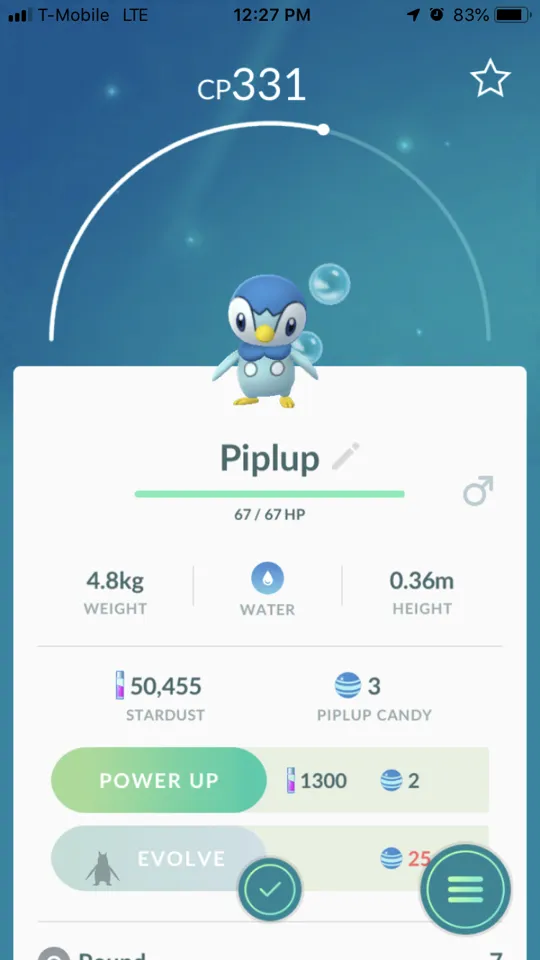 T-Mobile LTE 12:27 PM 83%
CP331
Piplup
67 / 67 HP
4.8kg 0.36m
WEIGHT WATER HEIGHT
50,455 3
STARDUST PIPLUP CANDY
POWER UP 1300 2
EVOLVE 25
Pound 7